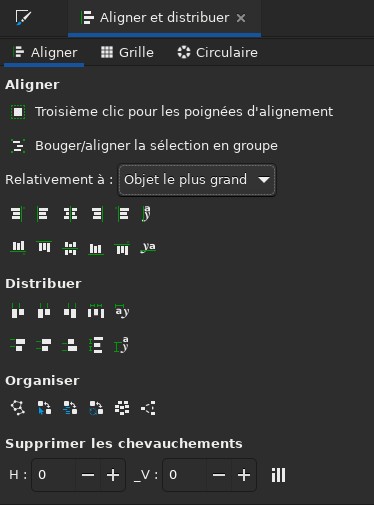 Aligner et distribuer
Aligner Grille Circulaire
Aligner
Troisième clic pour les poignées d'alignement
Bouger/aligner la sélection en groupe
Relativement à : Objet le plus grand
Distribuer
Organiser
Supprimer les chevauchements
H : 0 − + _V : 0 − +